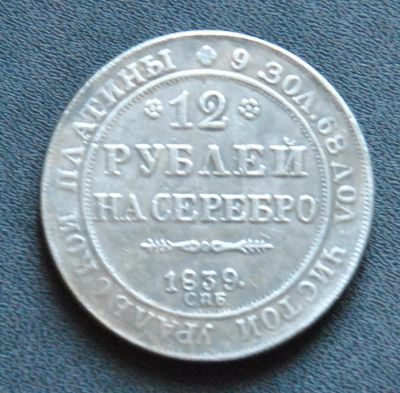 12
РУБЛЕЙ
НА СЕРЕБРО
1839.
СПБ
9 ЗОЛ. 68 ДОЛ. ЧИСТОЙ УРАЛЬСКОЙ ПЛАТИНЫ